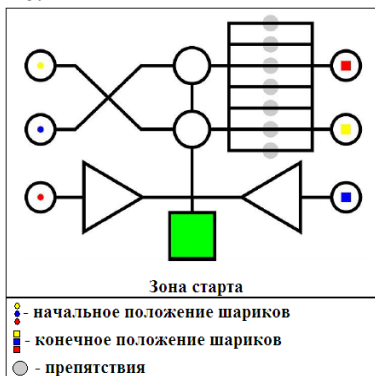 Зона старта
- начальное положение шариков
- конечное положение шариков
- препятствия